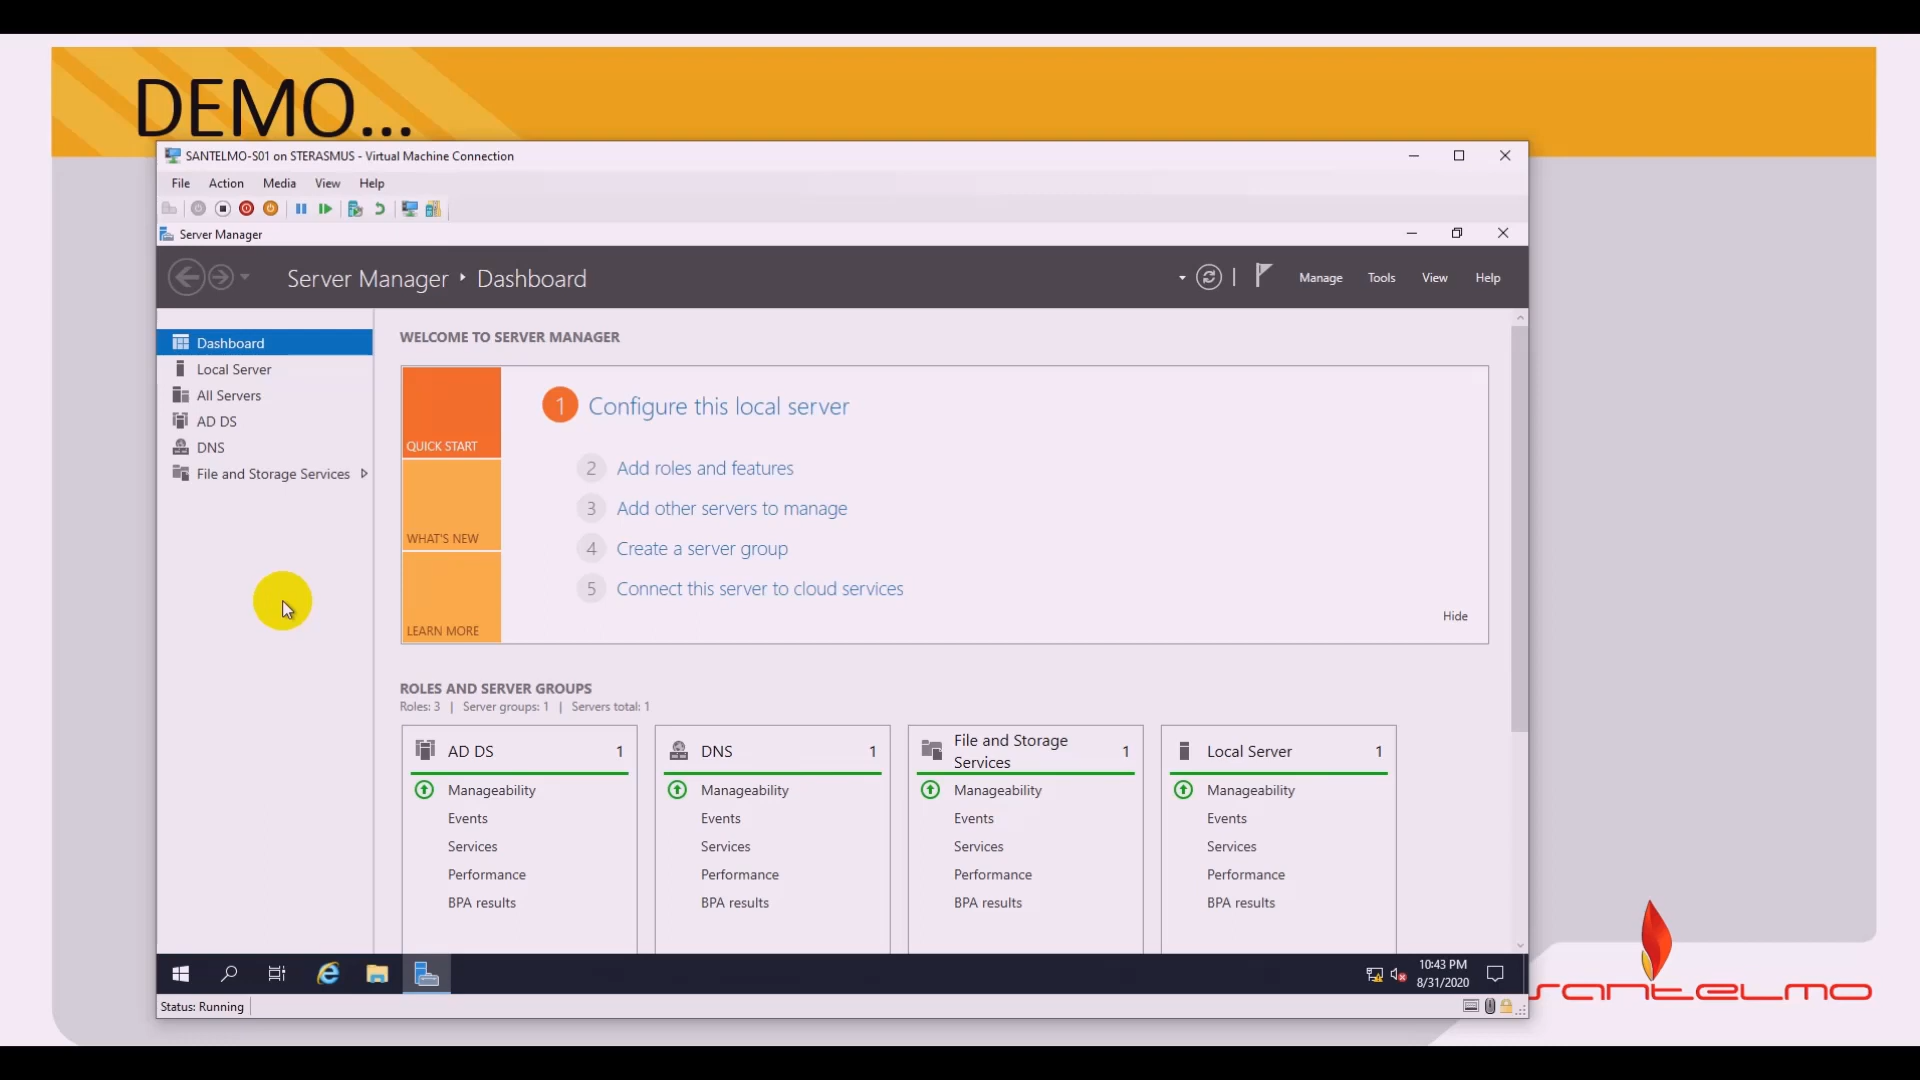 DEMO...
SANTELMO-S01 on STERASMUS - Virtual Machine Connection
File Action Media View Help
Server Manager
Server Manager Dashboard
Manage Tools View Help
Dashboard
Local Server
All Servers
AD DS
DNS
File and Storage Services
WELCOME TO SERVER MANAGER
QUICK START
WHAT'S NEW
LEARN MORE
1 Configure this local server
2 Add roles and features
3 Add other servers to manage
4 Create a server group
5 Connect this server to cloud services
Hide
ROLES AND SERVER GROUPS
Roles: 3 | Server groups: 1 | Servers total: 1
AD DS 1
Manageability
Events
Services
Performance
BPA results
DNS 1
Manageability
Events
Services
Performance
BPA results
File and Storage
Services 1
Manageability
Events
Services
Performance
BPA results
Local Server 1
Manageability
Events
Services
Performance
BPA results
10:43 PM
8/31/2020
Status: Running
santelmo